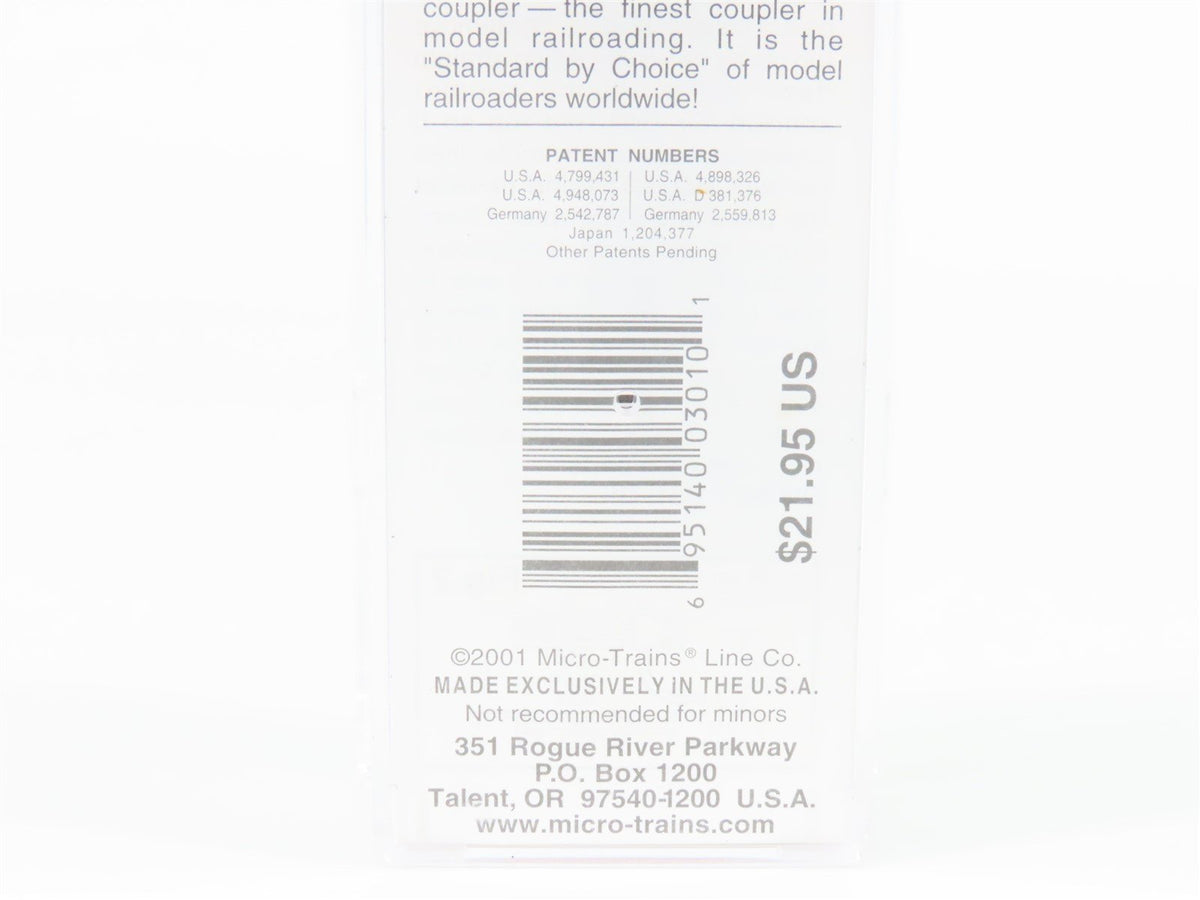 coupler — the finest coupler in
model railroading. It is the
"Standard by Choice" of model
railroaders worldwide!
PATENT NUMBERS
U.S.A. 4,799,431 | U.S.A. 4,898,326
U.S.A. 4,948,073 | U.S.A. D 381,376
Germany 2,542,787 | Germany 2,559,813
Japan 1,204,377
Other Patents Pending
6 95140 03010 1
$21.95 US
©2001 Micro-Trains® Line Co.
MADE EXCLUSIVELY iN THE U.S.A.
Not recommended for minors
351 Rogue River Parkway
P.O. Box 1200
Talent, OR 97540-1200 U.S.A.
www.micro-trains.com